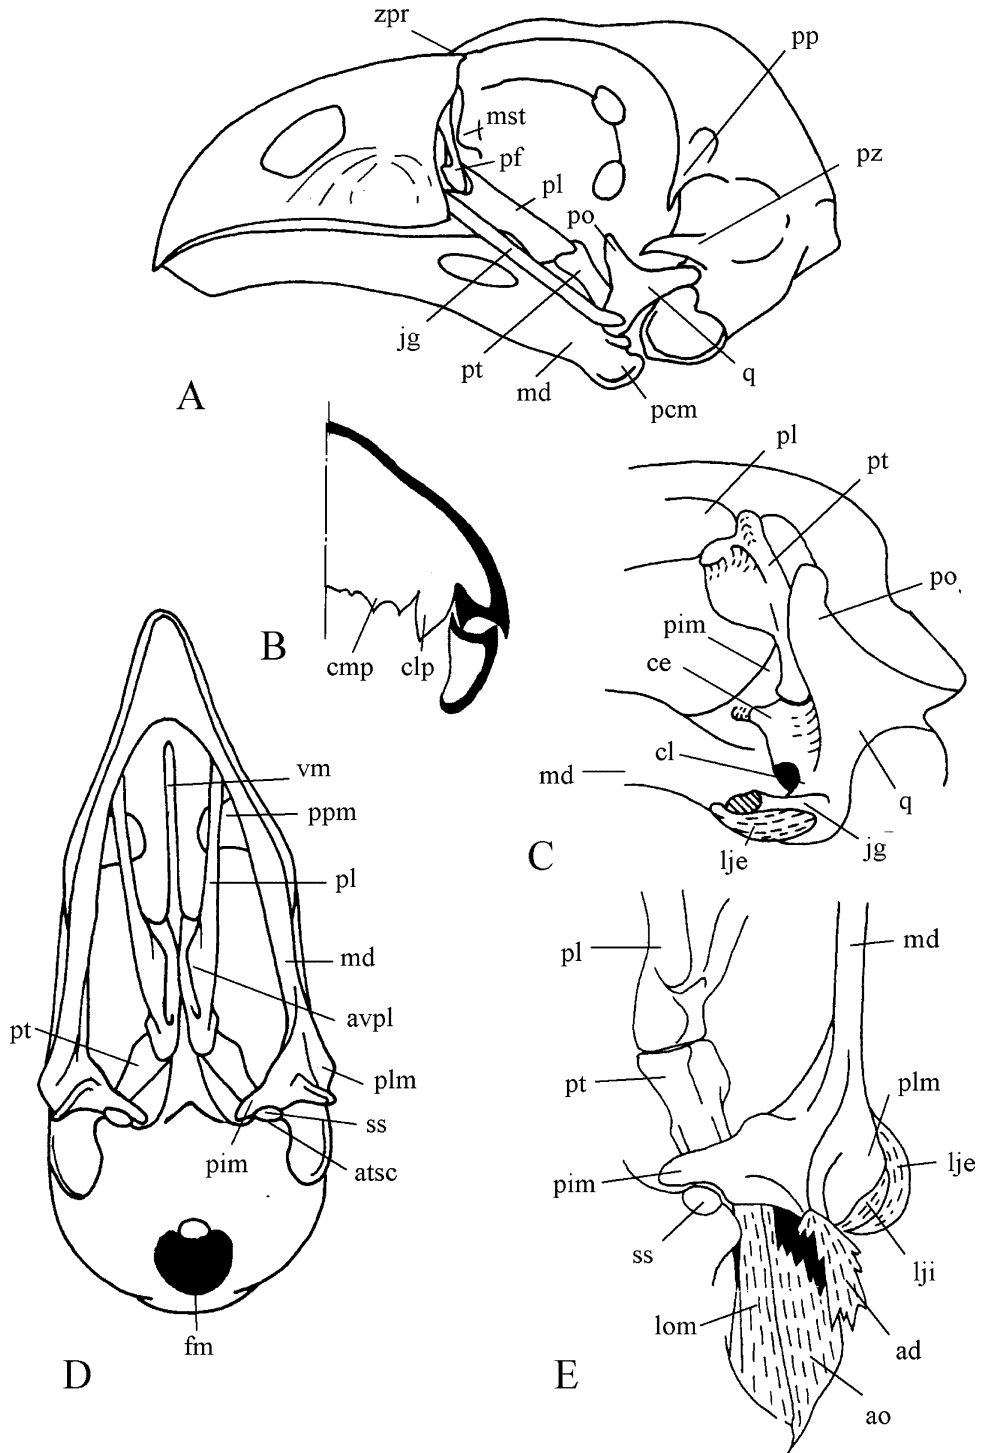 zpr
pp
mst
pz
pf
pl
po
jg
pt
md
q
pcm
A
pl
pt
B
po
cmp
clp
pim
ce
cl
md
q
jg
lje
C
vm
ppm
pl
md
avpl
pt
plm
ss
pim
atsc
fm
D
pl
md
pt
plm
pim
lje
ss
lji
lom
ad
ao
E